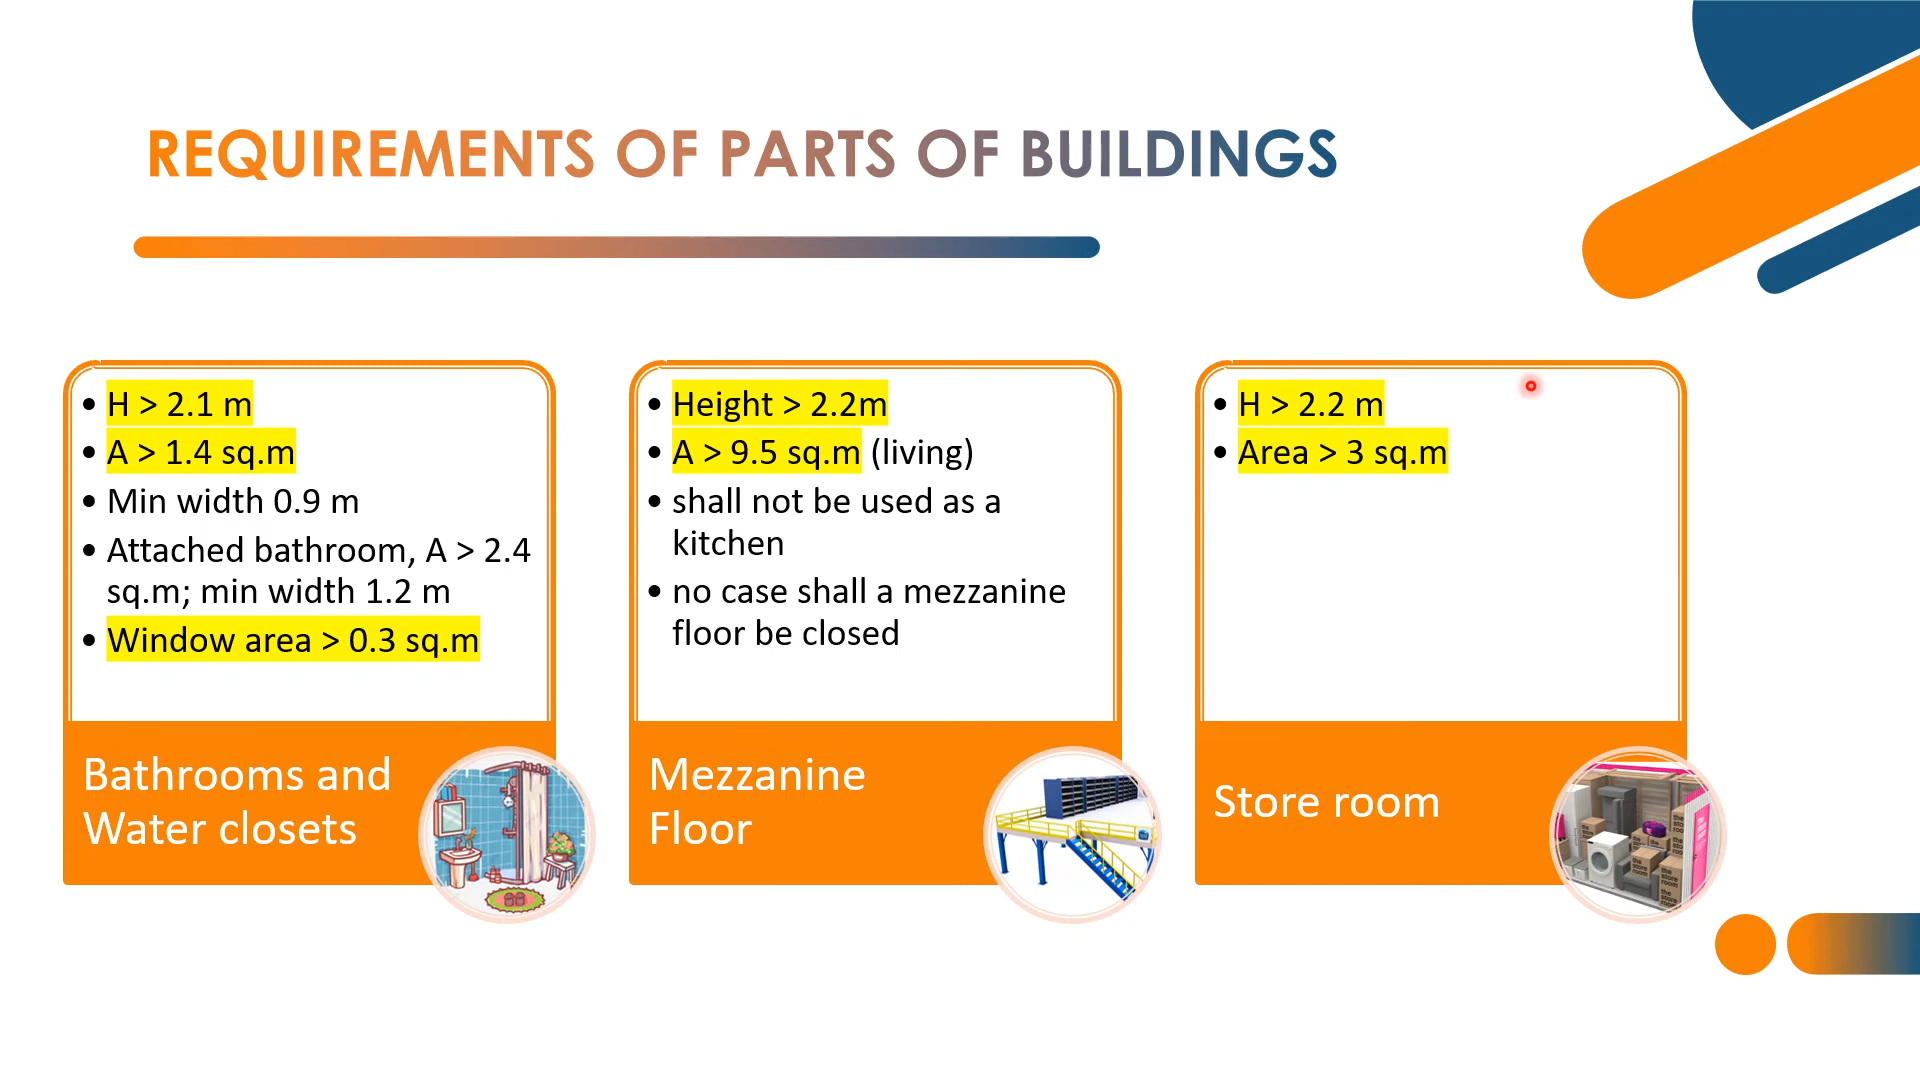 REQUIREMENTS OF PARTS OF BUILDINGS
• H > 2.1 m
• A > 1.4 sq.m
• Min width 0.9 m
• Attached bathroom, A > 2.4
sq.m; min width 1.2 m
• Window area > 0.3 sq.m
Bathrooms and
Water closets
• Height > 2.2m
• A > 9.5 sq.m (living)
• shall not be used as a
kitchen
• no case shall a mezzanine
floor be closed
Mezzanine
Floor
• H > 2.2 m
• Area > 3 sq.m
Store room